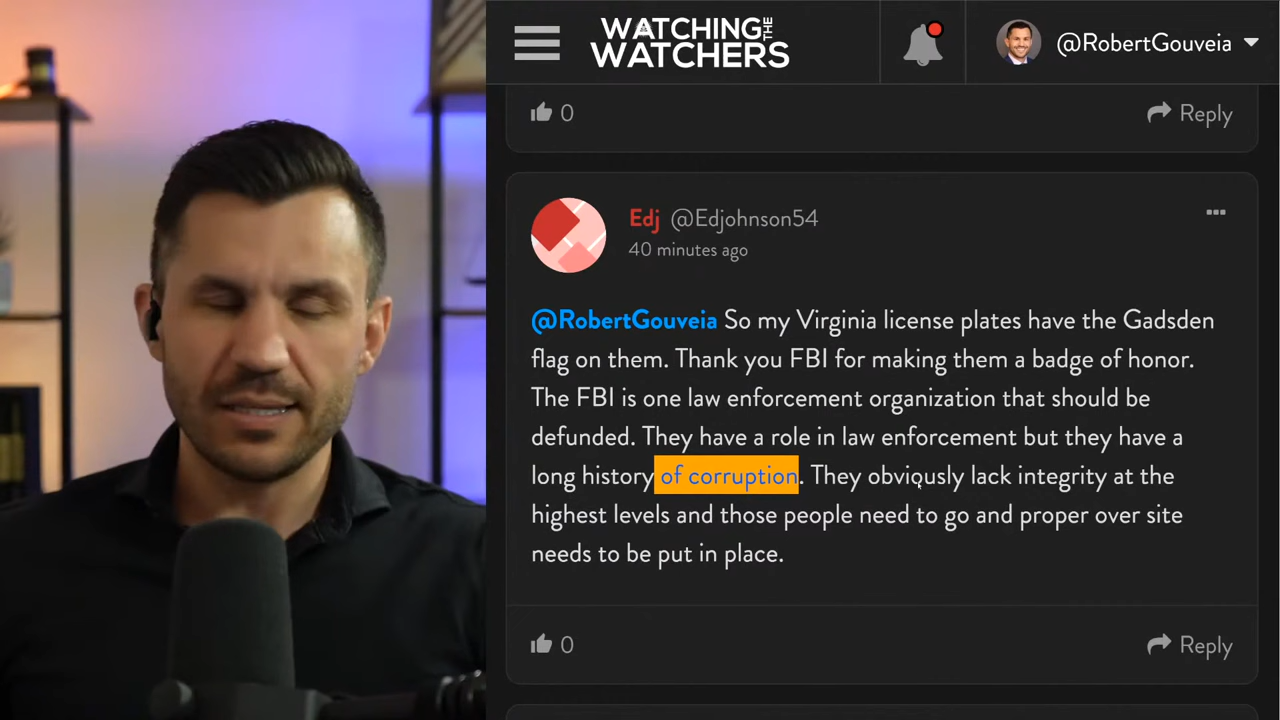 WATCHING THE
WATCHERS
@RobertGouveia
0
Reply
Edj @Edjohnson54
40 minutes ago
@RobertGouveia So my Virginia license plates have the Gadsden
flag on them. Thank you FBI for making them a badge of honor.
The FBI is one law enforcement organization that should be
defunded. They have a role in law enforcement but they have a
long history of corruption. They obviously lack integrity at the
highest levels and those people need to go and proper over site
needs to be put in place.
0
Reply